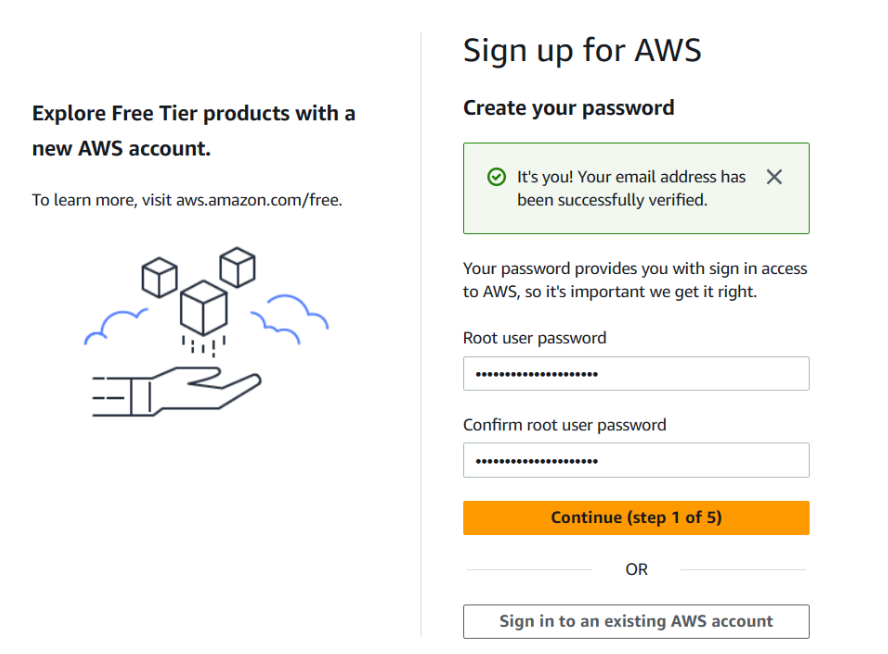 Explore Free Tier products with a
new AWS account.
To learn more, visit aws.amazon.com/free.
Sign up for AWS
Create your password
It's you! Your email address has
been successfully verified.
Your password provides you with sign in access
to AWS, so it's important we get it right.
Root user password
•••••••••••••••••••••
Confirm root user password
•••••••••••••••••••••
Continue (step 1 of 5)
OR
Sign in to an existing AWS account